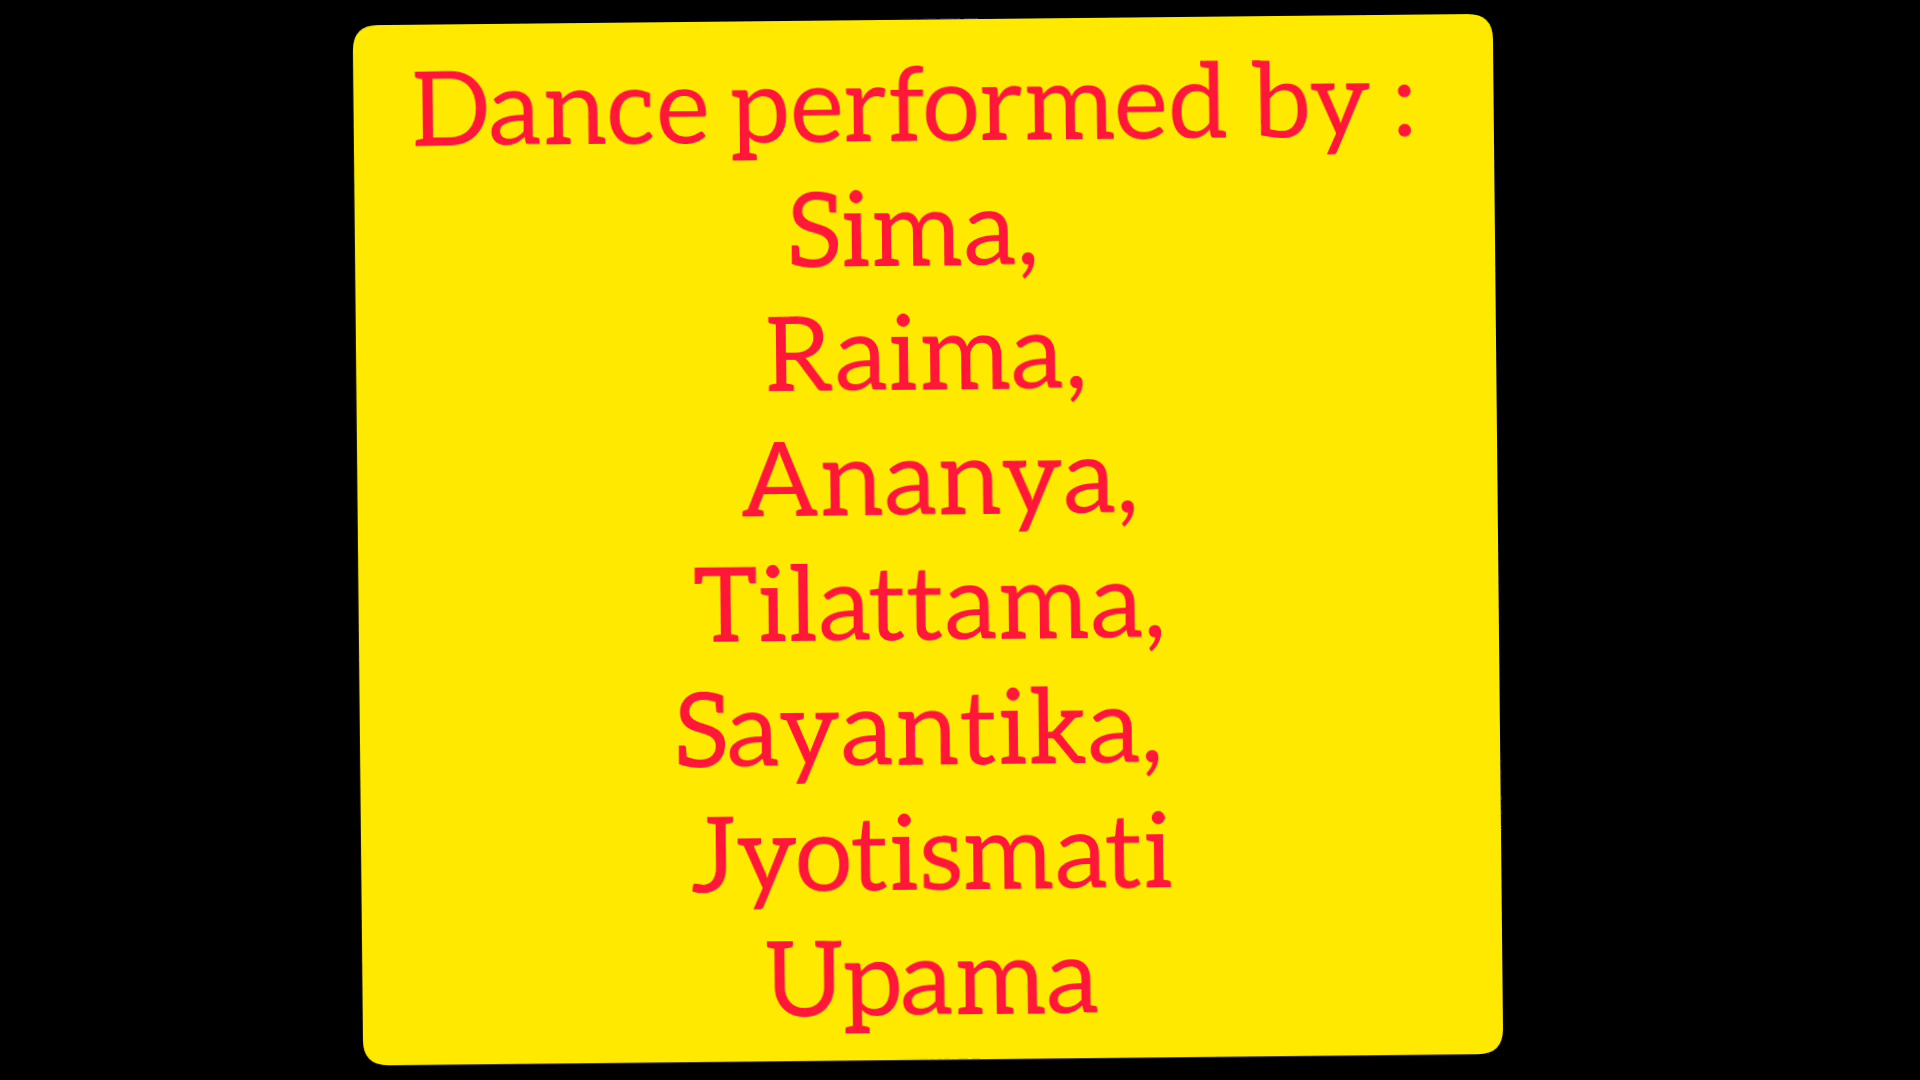 Dance performed by :
Sima,
Raima,
Ananya,
Tilattama,
Sayantika,
Jyotismati
Upama